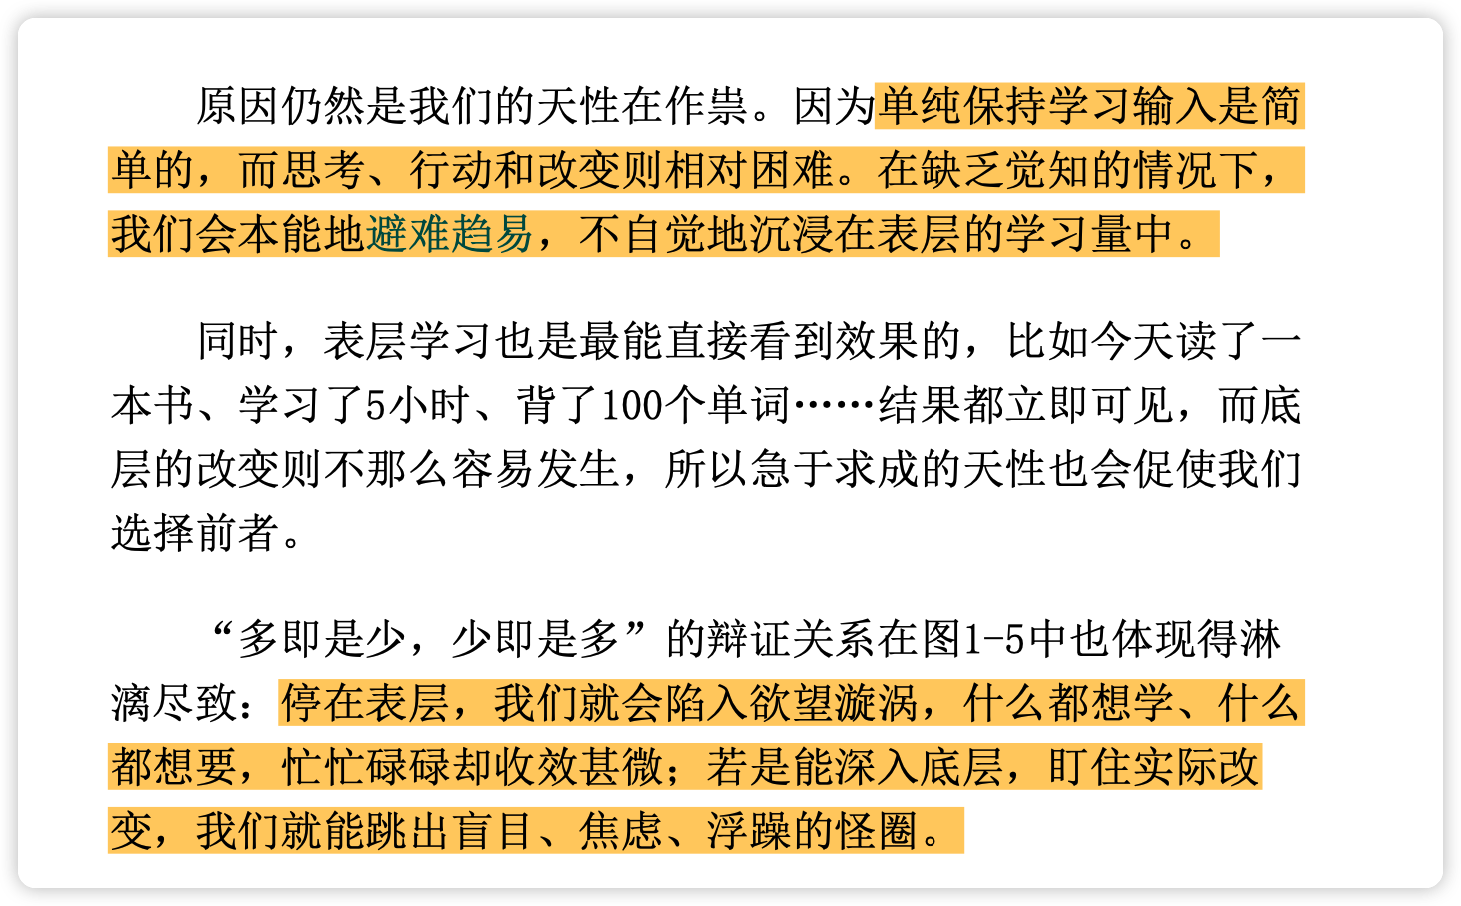 原因仍然是我们的天性在作祟。因为单纯保持学习输入是简
单的，而思考、行动和改变则相对困难。在缺乏觉知的情况下，
我们会本能地避难趋易，不自觉地沉浸在表层的学习量中。
同时，表层学习也是最能直接看到效果的，比如今天读了一
本书、学习了5小时、背了100个单词……结果都立即可见，而底
层的改变则不那么容易发生，所以急于求成的天性也会促使我们
选择前者。
“多即是少，少即是多”的辩证关系在图1-5中也体现得淋
漓尽致：停在表层，我们就会陷入欲望漩涡，什么都想学、什么
都想要，忙忙碌碌却收效甚微；若是能深入底层，盯住实际改
变，我们就能跳出盲目、焦虑、浮躁的怪圈。